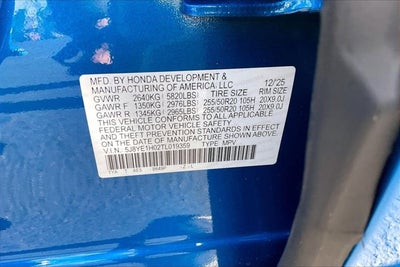 MFD. BY HONDA DEVELOPMENT & 12/25
MANUFACTURING OF AMERICA, LLC
GVWR 2640KG 5820LBS TIRE SIZE RIM SIZE
GAWR F 1350KG 2976LBS 255/50R20 105H 20X9.0J
GAWR R 1345KG 2965LBS 255/50R20 105H 20X9.0J
THIS VEHICLE CONFORMS TO ALL APPLICABLE
FEDERAL MOTOR VEHICLE SAFETY
AND THEFT PREVENTION STANDARDS IN EFFECT
ON THE DATE OF MANUFACTURE SHOWN ABOVE.
V.I.N. 5J8YE1H02TL019359 TYPE: MPV
TYA